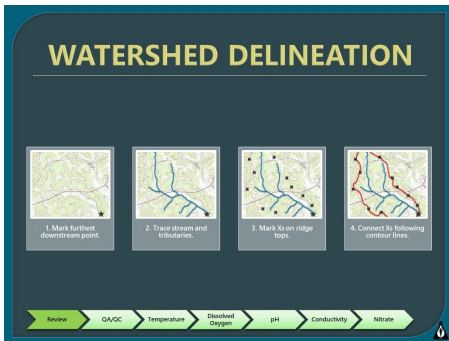 WATERSHED DELINEATION
1. Mark furthest
downstream point.
2. Trace stream and
tributaries.
3. Mark Xs on ridge
tops.
4. Connect Xs following
contour lines.
Review
QA/QC
Temperature
Dissolved
Oxygen
pH
Conductivity
Nitrate